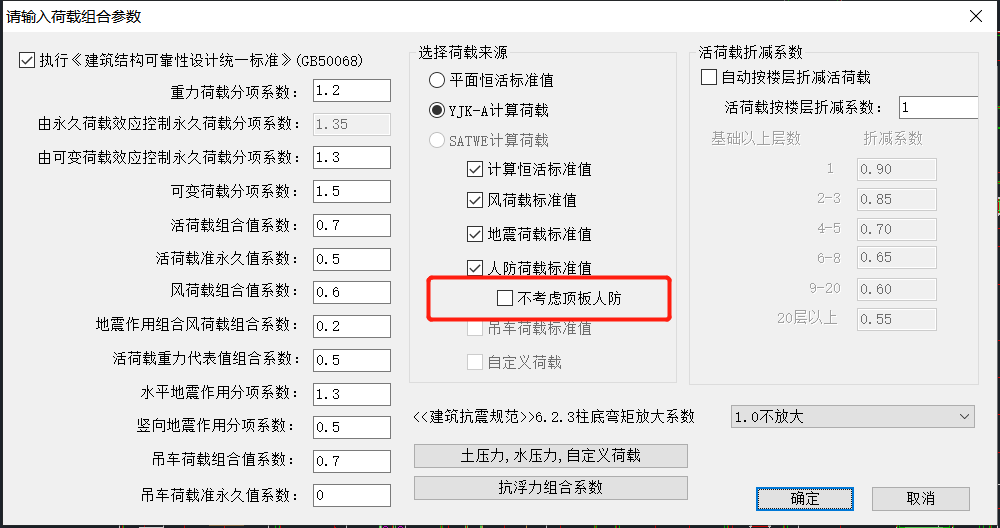 请输入荷载组合参数
执行《建筑结构可靠性设计统一标准》(GB50068)
重力荷载分项系数: 1.2
由永久荷载效应控制永久荷载分项系数: 1.35
由可变荷载效应控制永久荷载分项系数: 1.3
可变荷载分项系数: 1.5
活荷载组合值系数: 0.7
活荷载准永久值系数: 0.5
风荷载组合值系数: 0.6
地震作用组合风荷载组合系数: 0.2
活荷载重力代表值组合系数: 0.5
水平地震作用分项系数: 1.3
竖向地震作用分项系数: 0.5
吊车荷载组合值系数: 0.7
吊车荷载准永久值系数: 0
选择荷载来源
平面恒活标准值
YJK-A计算荷载
SATWE计算荷载
计算恒活标准值
风荷载标准值
地震荷载标准值
人防荷载标准值
不考虑顶板人防
吊车荷载标准值
自定义荷载
活荷载折减系数
自动按楼层折减活荷载
活荷载按楼层折减系数: 1
基础以上层数 折减系数
1 0.90
2-3 0.85
4-5 0.70
6-8 0.65
9-20 0.60
20层以上 0.55
<<建筑抗震规范>>6.2.3柱底弯矩放大系数 1.0不放大
土压力,水压力,自定义荷载
抗浮力组合系数
确定 取消